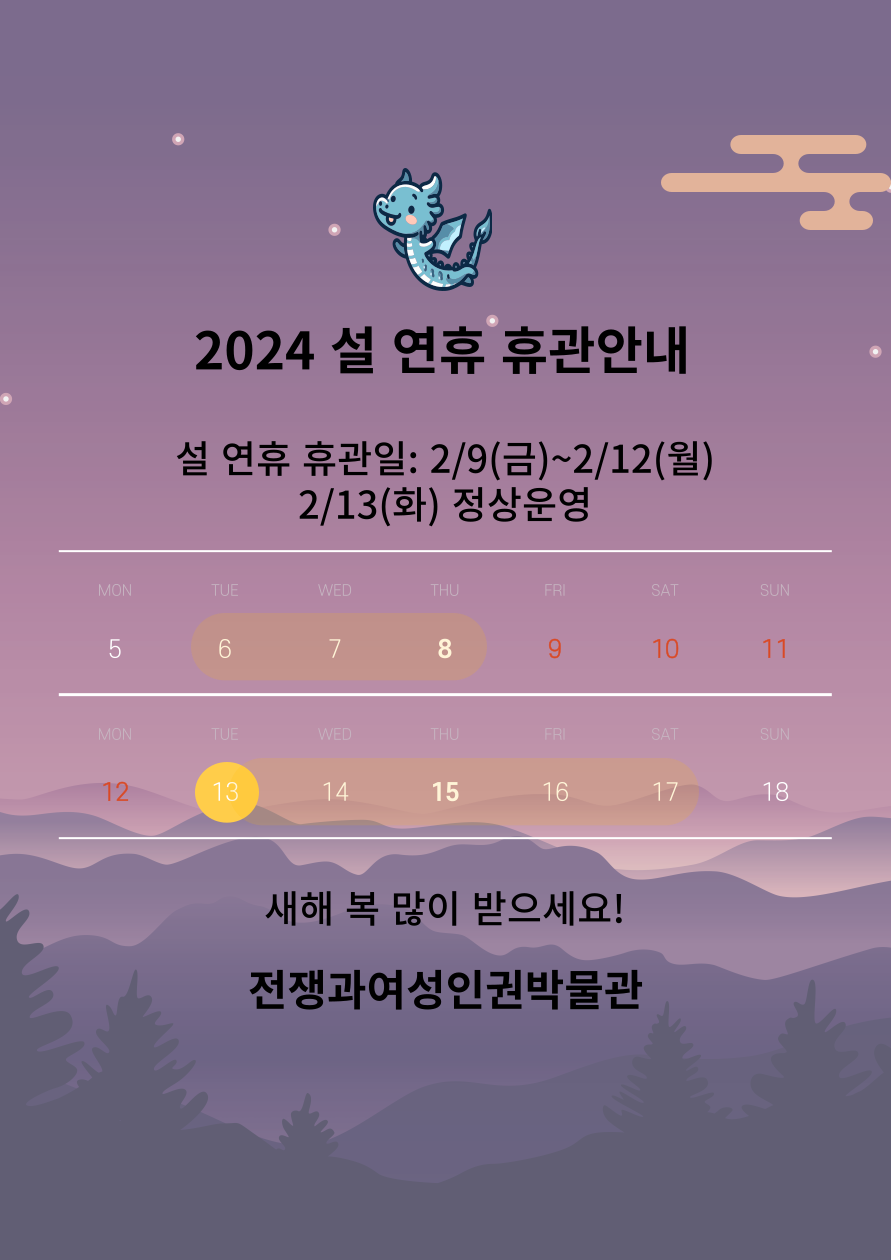 2024 설 연휴 휴관안내
설 연휴 휴관일: 2/9(금)~2/12(월)
2/13(화) 정상운영
MON TUE WED THU FRI SAT SUN
5 6 7 8 9 10 11
MON TUE WED THU FRI SAT SUN
12 13 14 15 16 17 18
새해 복 많이 받으세요!
전쟁과여성인권박물관